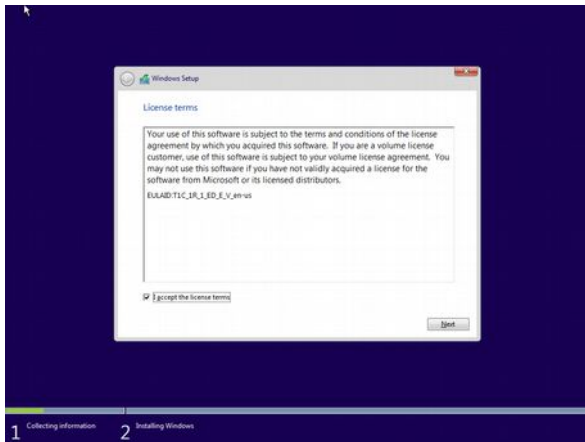 Windows Setup
License terms
Your use of this software is subject to the terms and conditions of the license
agreement by which you acquired this software.  If you are a volume license
customer, use of this software is subject to your volume license agreement.  You
may not use this software if you have not validly acquired a license for the
software from Microsoft or its licensed distributors.
EULAID:T1C_1R_1_ED_E_V_en-us
I accept the license terms
Next
1 Collecting information 2 Installing Windows